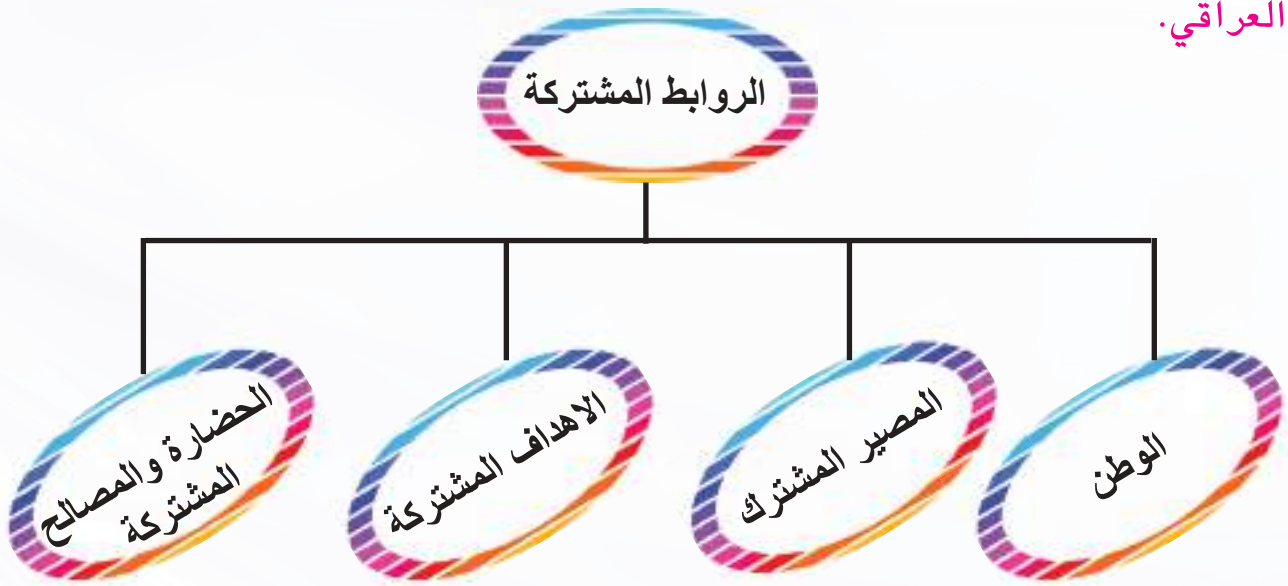 العراقي.
الروابط المشتركة
الوطن
المصير المشترك
الاهداف المشتركة
الحضارة والمصالح
المشتركة